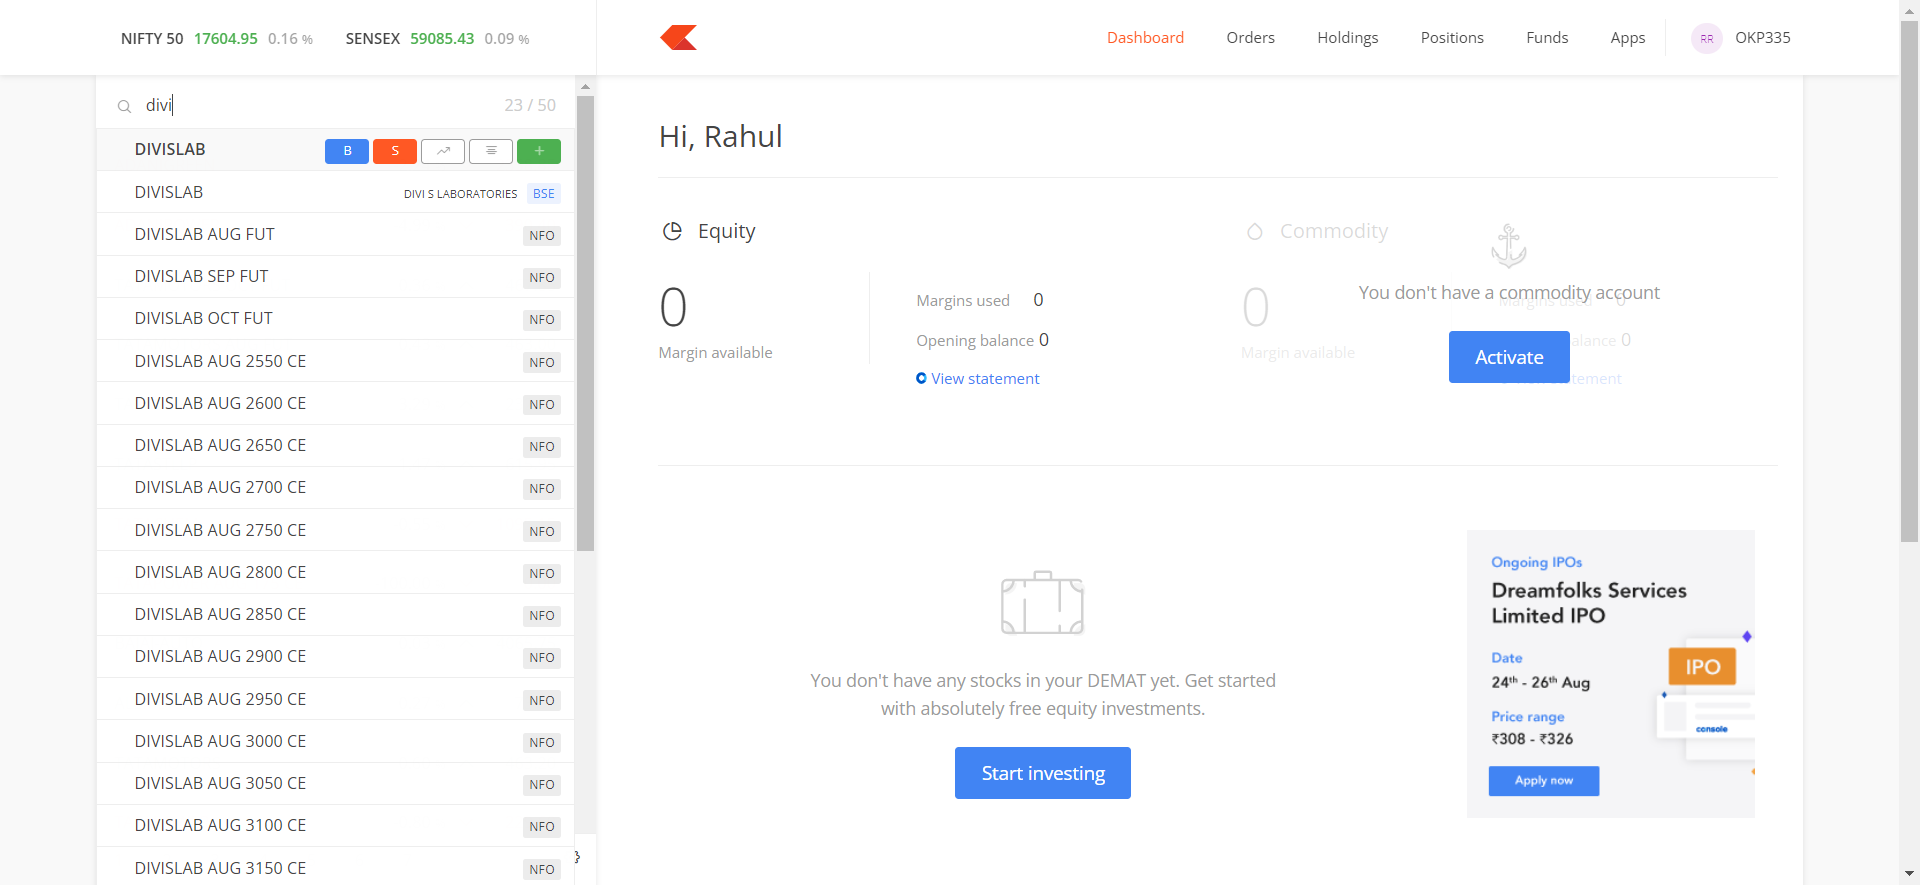 NIFTY 50 17604.95 0.16 % SENSEX 59085.43 0.09 %
Dashboard Orders Holdings Positions Funds Apps RR OKP335
divi 23 / 50
DIVISLAB B S +
DIVISLAB DIVI S LABORATORIES BSE
DIVISLAB AUG FUT NFO
DIVISLAB SEP FUT NFO
DIVISLAB OCT FUT NFO
DIVISLAB AUG 2550 CE NFO
DIVISLAB AUG 2600 CE NFO
DIVISLAB AUG 2650 CE NFO
DIVISLAB AUG 2700 CE NFO
DIVISLAB AUG 2750 CE NFO
DIVISLAB AUG 2800 CE NFO
DIVISLAB AUG 2850 CE NFO
DIVISLAB AUG 2900 CE NFO
DIVISLAB AUG 2950 CE NFO
DIVISLAB AUG 3000 CE NFO
DIVISLAB AUG 3050 CE NFO
DIVISLAB AUG 3100 CE NFO
DIVISLAB AUG 3150 CE NFO
Hi, Rahul
Equity
0
Margin available
Margins used 0
Opening balance 0
View statement
Commodity
0
Margin available
You don't have a commodity account
Margins used 0
alance 0
tement
Activate
You don't have any stocks in your DEMAT yet. Get started
with absolutely free equity investments.
Start investing
Ongoing IPOs
Dreamfolks Services
Limited IPO
Date
24th - 26th Aug
Price range
₹308 - ₹326
Apply now
IPO
console